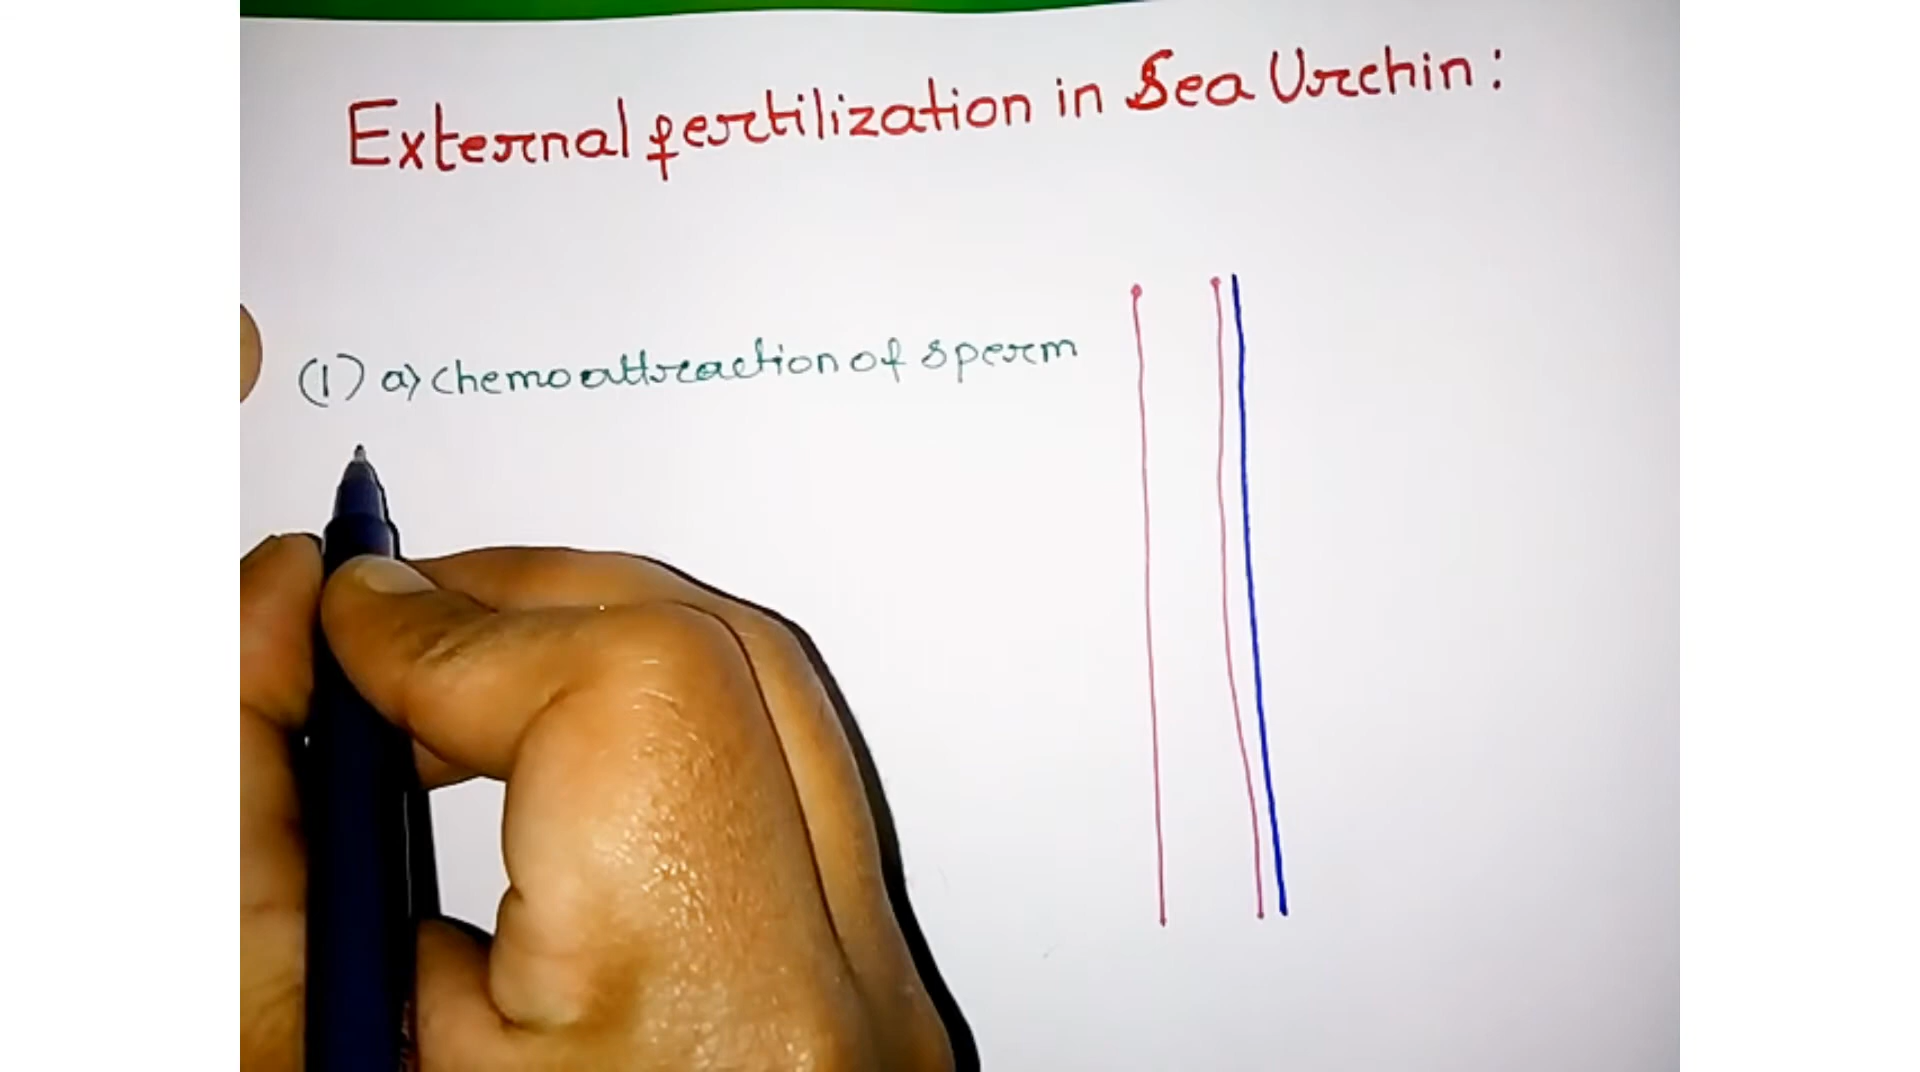 External fertilization in Sea Urchin :
(1) a) chemoattraction of sperm